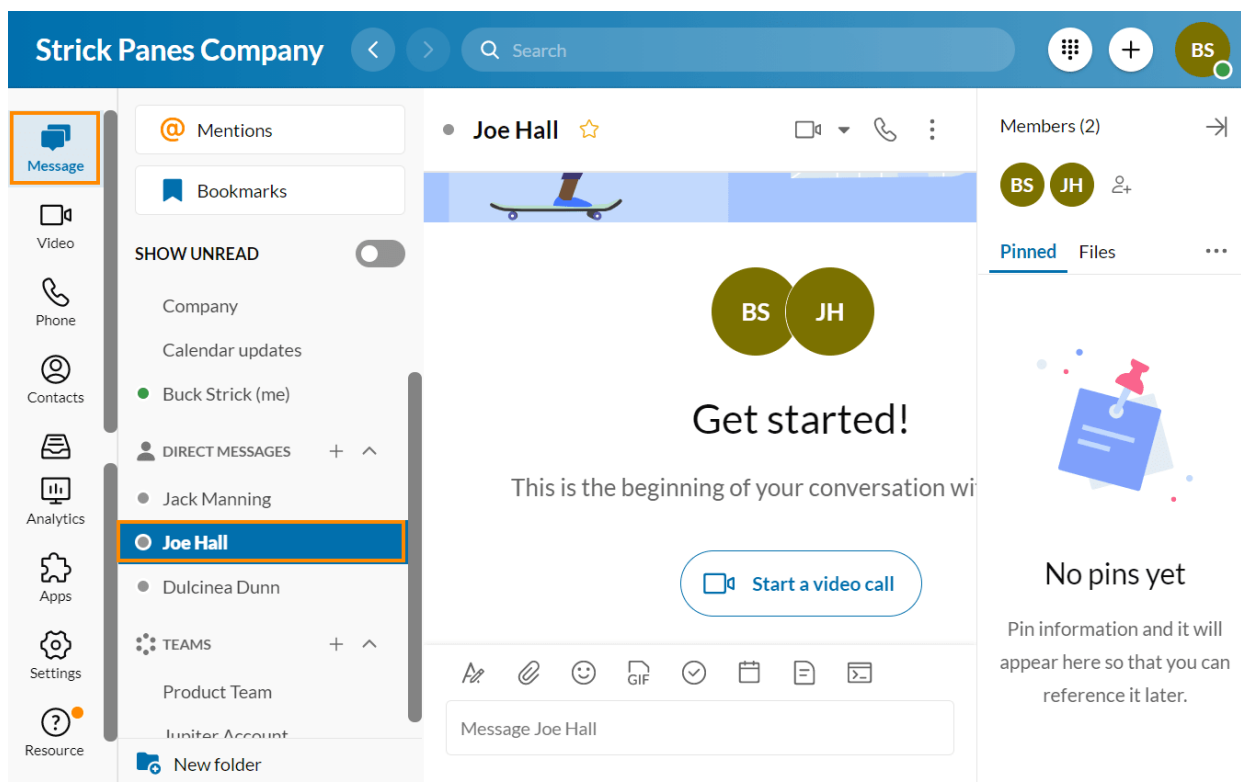 Strick Panes Company
Search
BS
Message
Video
Phone
Contacts
Analytics
Apps
Settings
Resource
@ Mentions
Bookmarks
SHOW UNREAD
Company
Calendar updates
Buck Strick (me)
DIRECT MESSAGES
Jack Manning
Joe Hall
Dulcinea Dunn
TEAMS
Product Team
Jupiter Account
New folder
Joe Hall
BS JH
Get started!
This is the beginning of your conversation wi
Start a video call
GIF
Message Joe Hall
Members (2)
BS JH
Pinned Files
No pins yet
Pin information and it will
appear here so that you can
reference it later.